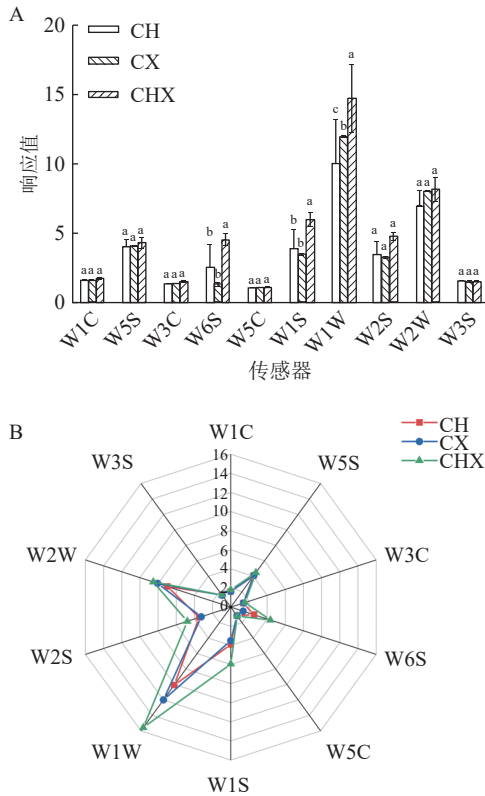 A
CH
CX
CHX
响应值
20
15
10
5
0
a a a
a a a
a a a
b b a
a a a
b b a
c b a
a a a
a a a
a a a
W1C W5S W3C W6S W5C W1S W1W W2S W2W W3S
传感器
B
CH
CX
CHX
W1C
W5S
W3C
W6S
W5C
W1S
W1W
W2S
W2W
W3S
16
14
12
10
8
6
4
2
0